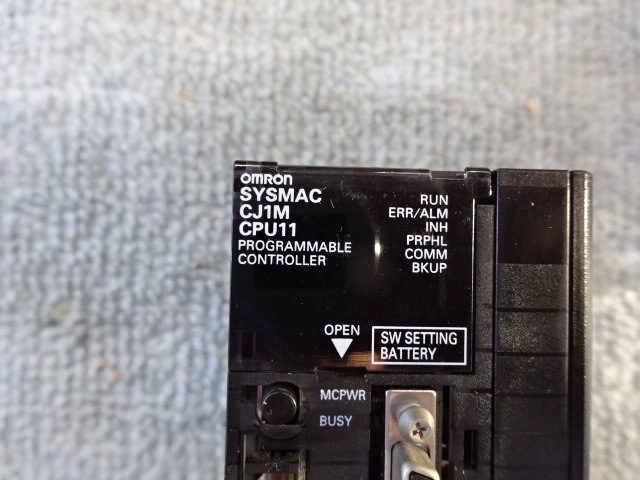 OMRON
SYSMAC
CJ1M
CPU11
PROGRAMMABLE
CONTROLLER
RUN
ERR/ALM
INH
PRPHL
COMM
BKUP
OPEN
SW SETTING
BATTERY
MCPWR
BUSY